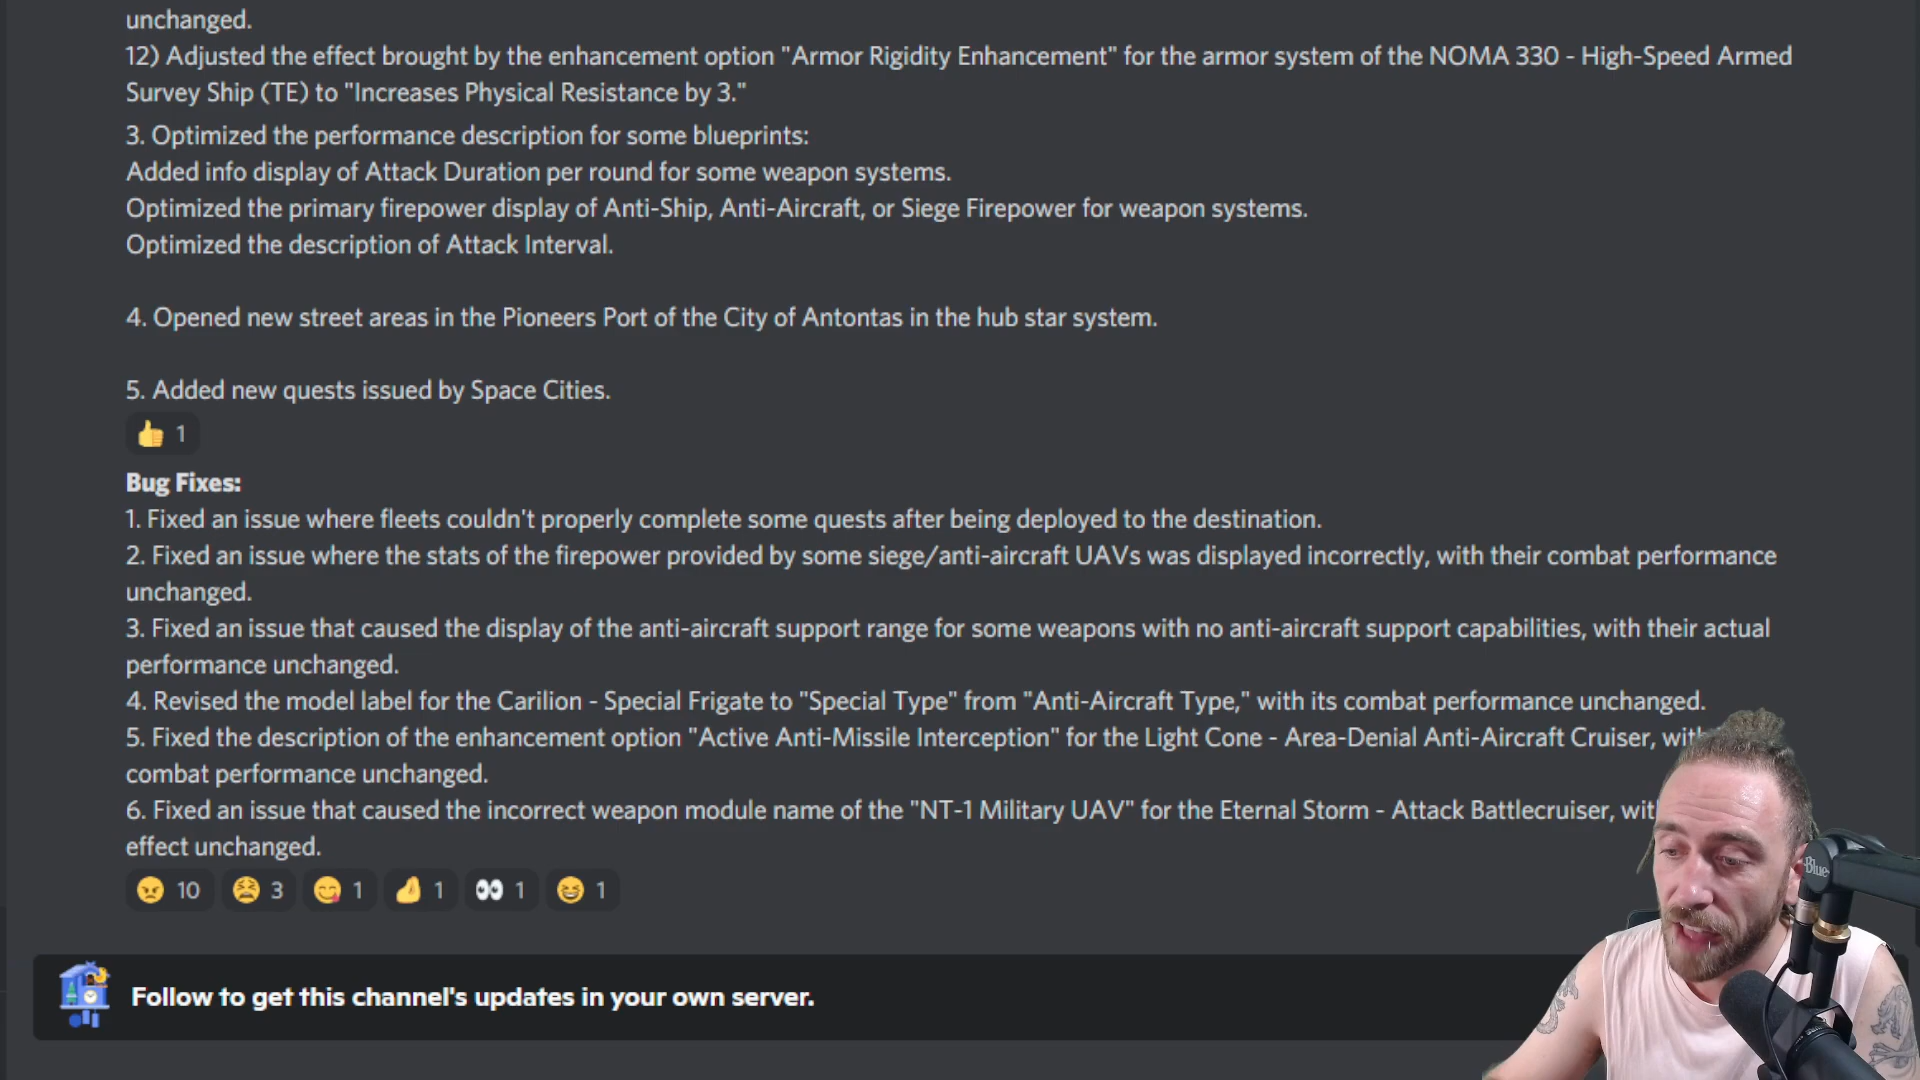 unchanged.
12) Adjusted the effect brought by the enhancement option "Armor Rigidity Enhancement" for the armor system of the NOMA 330 - High-Speed Armed
Survey Ship (TE) to "Increases Physical Resistance by 3."
3. Optimized the performance description for some blueprints:
Added info display of Attack Duration per round for some weapon systems.
Optimized the primary firepower display of Anti-Ship, Anti-Aircraft, or Siege Firepower for weapon systems.
Optimized the description of Attack Interval.
4. Opened new street areas in the Pioneers Port of the City of Antontas in the hub star system.
5. Added new quests issued by Space Cities.
1
Bug Fixes:
1. Fixed an issue where fleets couldn't properly complete some quests after being deployed to the destination.
2. Fixed an issue where the stats of the firepower provided by some siege/anti-aircraft UAVs was displayed incorrectly, with their combat performance
unchanged.
3. Fixed an issue that caused the display of the anti-aircraft support range for some weapons with no anti-aircraft support capabilities, with their actual
performance unchanged.
4. Revised the model label for the Carilion - Special Frigate to "Special Type" from "Anti-Aircraft Type," with its combat performance unchanged.
5. Fixed the description of the enhancement option "Active Anti-Missile Interception" for the Light Cone - Area-Denial Anti-Aircraft Cruiser, with
combat performance unchanged.
6. Fixed an issue that caused the incorrect weapon module name of the "NT-1 Military UAV" for the Eternal Storm - Attack Battlecruiser,
effect unchanged.
10 3 1 1 1 1
Follow to get this channel's updates in your own server.
Blue